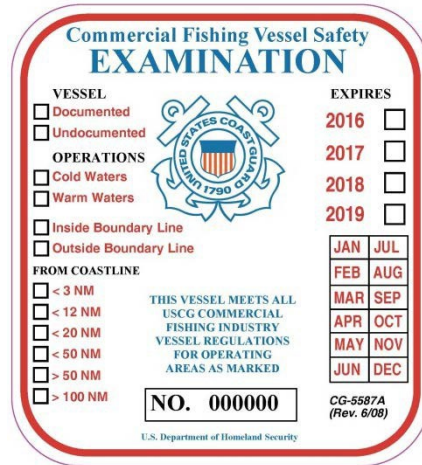 Commercial Fishing Vessel Safety
EXAMINATION
VESSEL
Documented
Undocumented
OPERATIONS
Cold Waters
Warm Waters
Inside Boundary Line
Outside Boundary Line
FROM COASTLINE
< 3 NM
< 12 NM
< 20 NM
< 50 NM
> 50 NM
> 100 NM
UNITED STATES COAST GUARD
1790
THIS VESSEL MEETS ALL
USCG COMMERCIAL
FISHING INDUSTRY
VESSEL REGULATIONS
FOR OPERATING
AREAS AS MARKED
NO. 000000
EXPIRES
2016
2017
2018
2019
JAN JUL
FEB AUG
MAR SEP
APR OCT
MAY NOV
JUN DEC
CG-5587A
(Rev. 6/08)
U.S. Department of Homeland Security